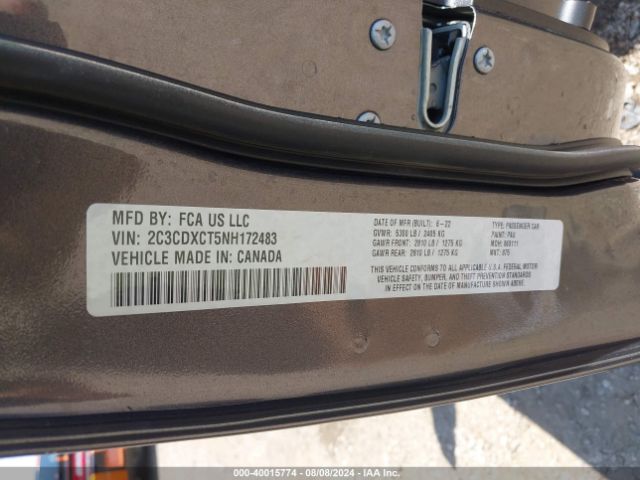 MFD BY: FCA US LLC
VIN: 2C3CDXCT5NH172483
VEHICLE MADE IN: CANADA
DATE OF MFR (BUILT): 6-22
GVWR: 5300 LB / 2405 KG
GAWR FRONT: 2810 LB / 1275 KG
GAWR REAR: 2810 LB / 1275 KG
TYPE: PASSENGER CAR
PAINT: PAU
MDH:
VNT: 875
THIS VEHICLE CONFORMS TO ALL APPLICABLE U.S.A. FEDERAL MOTOR
VEHICLE SAFETY, BUMPER, AND THEFT PREVENTION STANDARDS
IN EFFECT ON THE DATE OF MANUFACTURE SHOWN ABOVE.
000-40015774 - 08/08/2024 - IAA Inc.